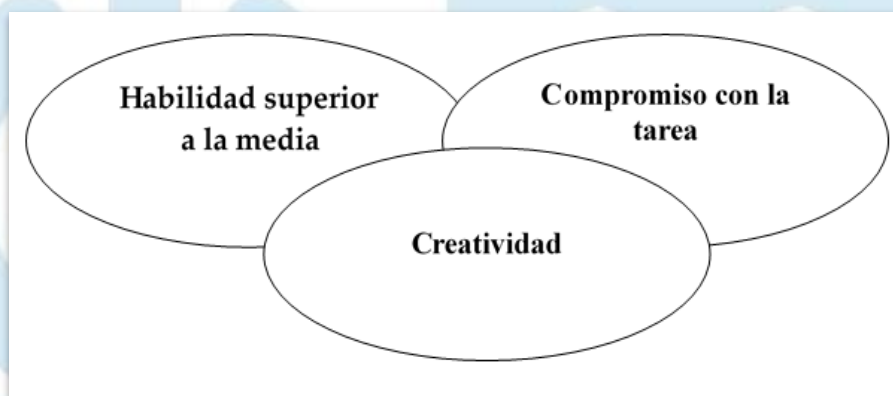 Habilidad superior
a la media
Compromiso con la
tarea
Creatividad